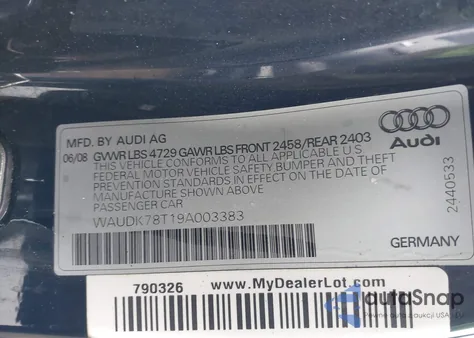 MFD. BY AUDI AG
06/08 GVWR LBS 4729 GAWR LBS FRONT 2458/REAR 2403
THIS VEHICLE CONFORMS TO ALL APPLICABLE
FEDERAL MOTOR VEHICLE SAFETY BUMPER AND THEFT
PREVENTION STANDARDS IN EFFECT ON THE DATE OF
MANUFACTURE SHOWN ABOVE
PASSENGER CAR
WAUDK78T19A003383
Audi
2440533
GERMANY
790326
www.MyDealerLot.com
autoSnap